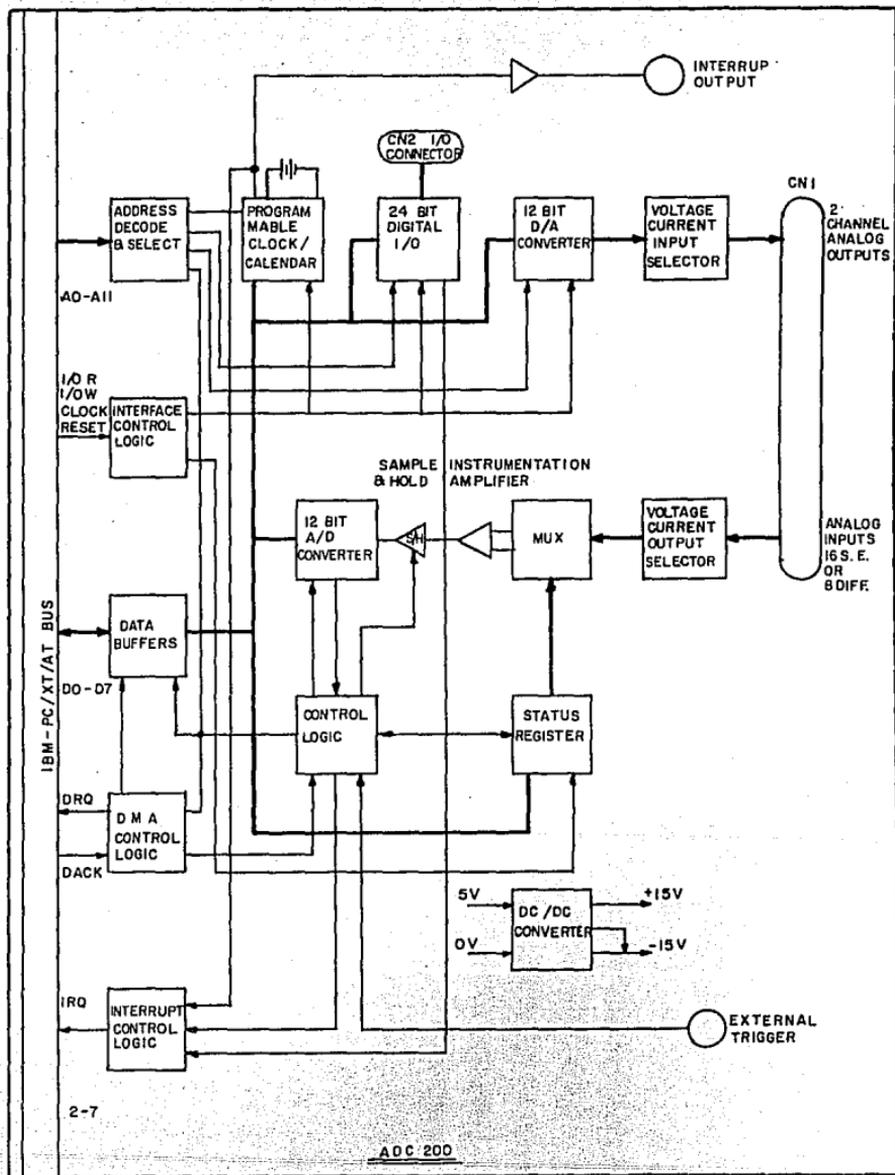 INTERRUP
OUTPUT
CN2 I/O
CONNECTOR
CN1
ADDRESS
DECODE
& SELECT
PROGRAM
MABLE
CLOCK/
CALENDAR
24 BIT
DIGITAL
I/O
12 BIT
D/A
CONVERTER
VOLTAGE
CURRENT
INPUT
SELECTOR
2
CHANNEL
ANALOG
OUTPUTS
A0-A11
I/O R
I/O W
CLOCK
RESET
INTERFACE
CONTROL
LOGIC
SAMPLE
& HOLD
INSTRUMENTATION
AMPLIFIER
12 BIT
A/D
CONVERTER
S/H
MUX
VOLTAGE
CURRENT
OUTPUT
SELECTOR
ANALOG
INPUTS
16 S.E.
OR
8 DIFF.
IBM-PC/XT/AT BUS
DATA
BUFFERS
D0-D7
CONTROL
LOGIC
STATUS
REGISTER
DRQ
DMA
CONTROL
LOGIC
DACK
5V
0V
DC/DC
CONVERTER
+15V
-15V
IRQ
INTERRUPT
CONTROL
LOGIC
EXTERNAL
TRIGGER
2-7
ADC 200